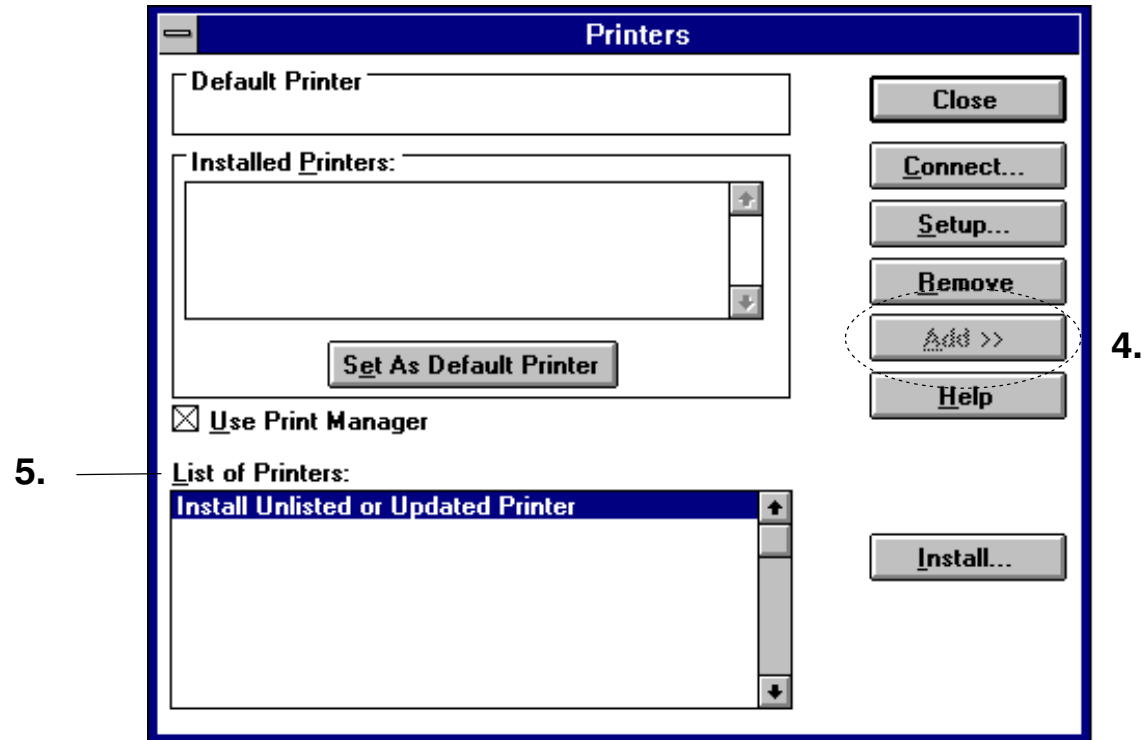 Printers
Default Printer
Close
Installed Printers:
Connect...
Setup...
Remove
Add >>
4.
Set As Default Printer
Help
Use Print Manager
5.
List of Printers:
Install Unlisted or Updated Printer
Install...